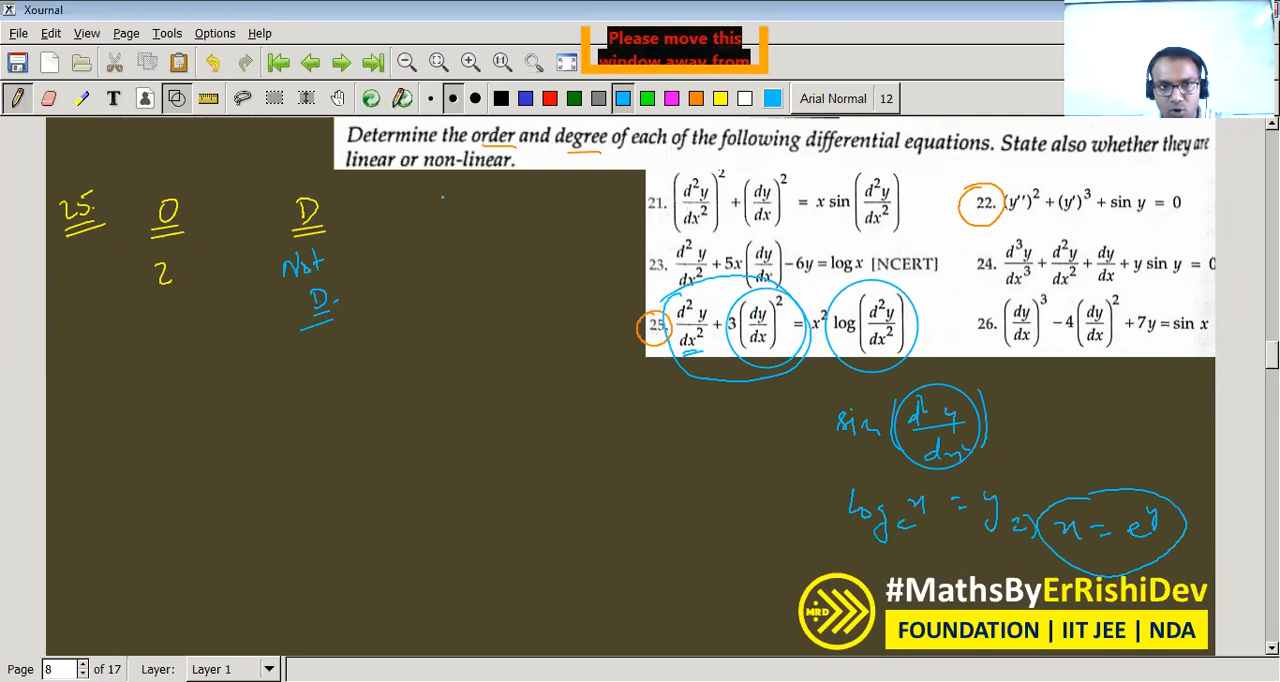 Xournal
File Edit View Page Tools Options Help
Please move this
window away from
Arial Normal 12
Determine the order and degree of each of the following differential equations. State also whether they are
linear or non-linear.
21. (d²y/dx²)² + (dy/dx)² = x sin (d²y/dx²)
22. (y'')² + (y')³ + sin y = 0
23. d²y/dx² + 5x (dy/dx) − 6y = log x [NCERT]
24. d³y/dx³ + d²y/dx² + dy/dx + y sin y = 0
25. d²y/dx² + 3 (dy/dx)² = x² log (d²y/dx²)
26. (dy/dx)³ − 4 (dy/dx)² + 7y = sin x
25. O D
2 Not
D.
sin (d²y/dx²)
logₑx = y ⇒ x = eʸ
MRD
#MathsByErRishiDev
FOUNDATION | IIT JEE | NDA
Page 8 of 17 Layer: Layer 1